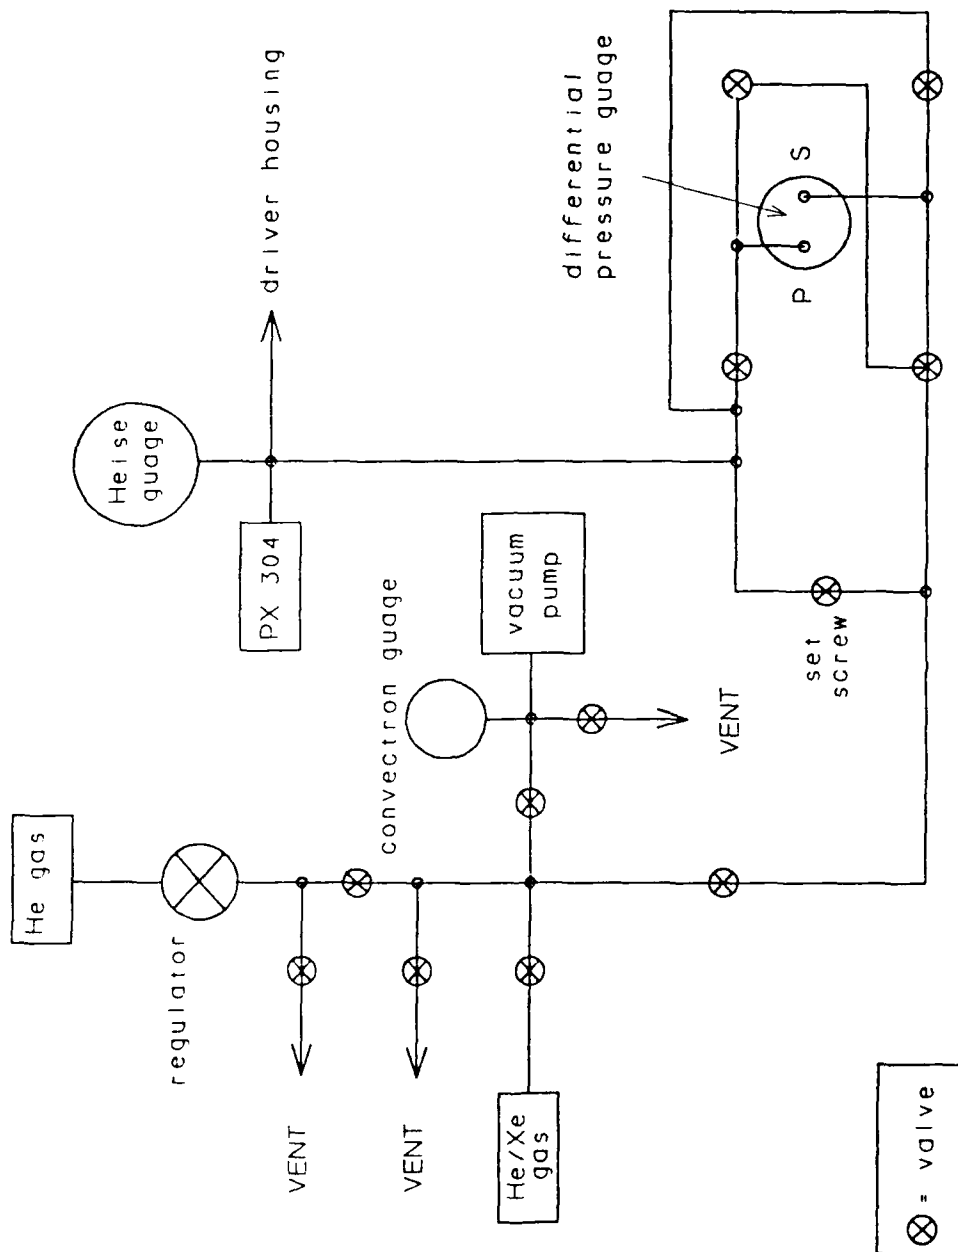 He gas
regulator
VENT
VENT
He/Xe
gas
convectron guage
vacuum
pump
VENT
PX 304
Heise
guage
driver housing
set
screw
differential
pressure guage
P
S
= valve